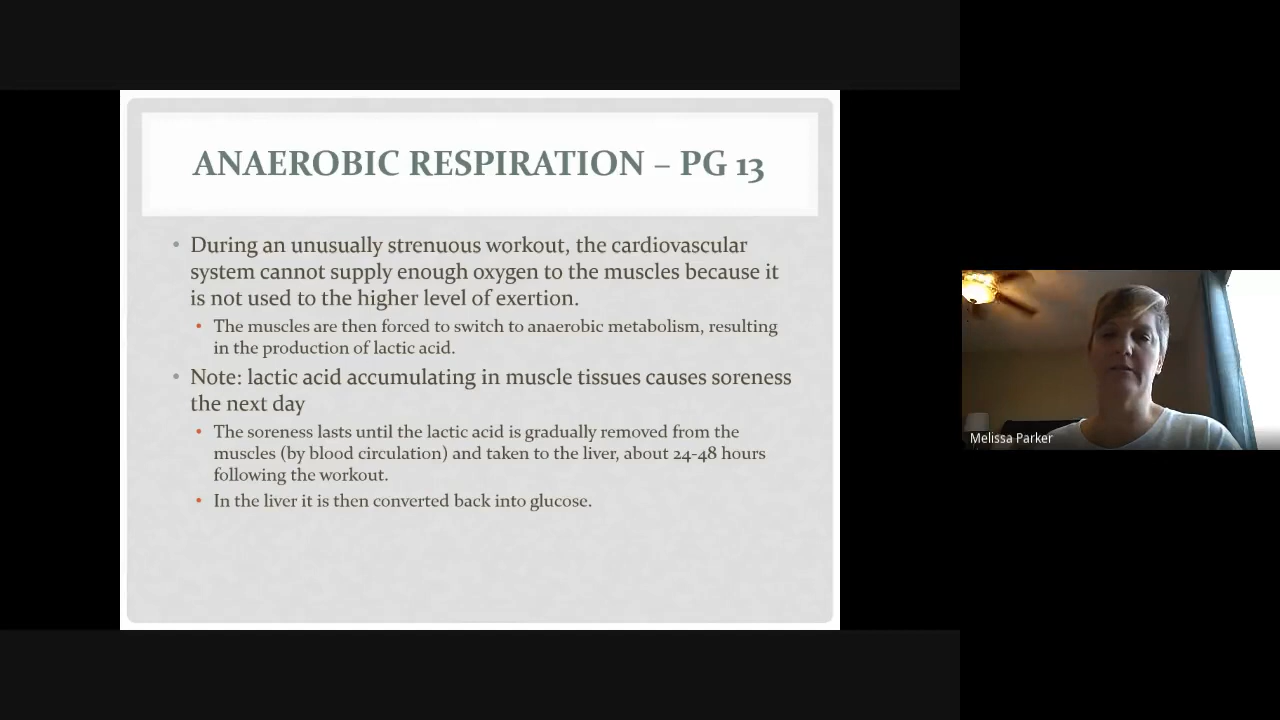 ANAEROBIC RESPIRATION – PG 13
• During an unusually strenuous workout, the cardiovascular
system cannot supply enough oxygen to the muscles because it
is not used to the higher level of exertion.
• The muscles are then forced to switch to anaerobic metabolism, resulting
in the production of lactic acid.
• Note: lactic acid accumulating in muscle tissues causes soreness
the next day
• The soreness lasts until the lactic acid is gradually removed from the
muscles (by blood circulation) and taken to the liver, about 24-48 hours
following the workout.
• In the liver it is then converted back into glucose.
Melissa Parker